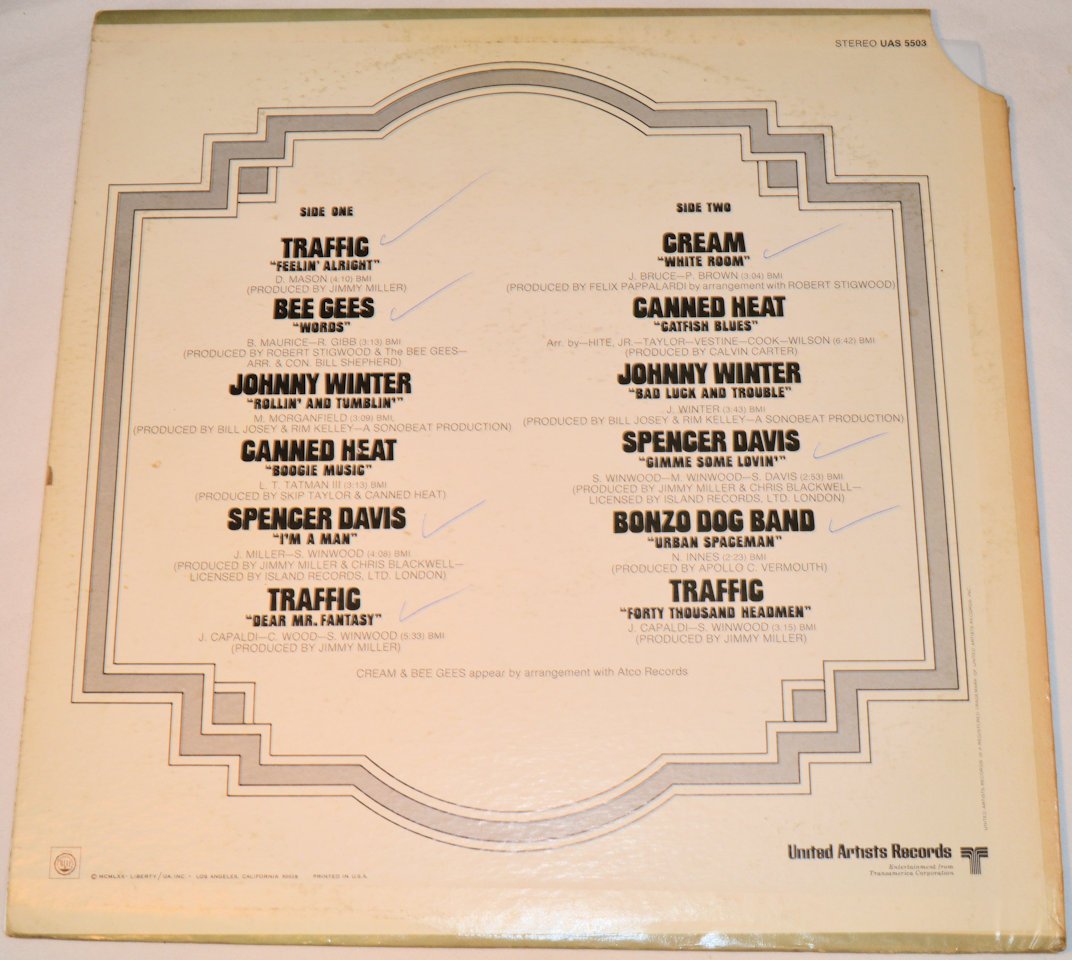 STEREO UAS 5503
SIDE ONE
TRAFFIC
"FEELIN' ALRIGHT"
D. MASON (4:10) BMI
(PRODUCED BY JIMMY MILLER)
BEE GEES
"WORDS"
B. MAURICE—R. GIBB (3:13) BMI
(PRODUCED BY ROBERT STIGWOOD & The BEE GEES—
ARR. & CON. BILL SHEPHERD)
JOHNNY WINTER
"ROLLIN' AND TUMBLIN'"
M. MORGANFIELD (3:09) BMI
(PRODUCED BY BILL JOSEY & RIM KELLEY—A SONOBEAT PRODUCTION)
CANNED HEAT
"BOOGIE MUSIC"
L. T. TATMAN III (3:13) BMI
(PRODUCED BY SKIP TAYLOR & CANNED HEAT)
SPENCER DAVIS
"I'M A MAN"
J. MILLER—S. WINWOOD (4:08) BMI
(PRODUCED BY JIMMY MILLER & CHRIS BLACKWELL—
LICENSED BY ISLAND RECORDS, LTD. LONDON)
TRAFFIC
"DEAR MR. FANTASY"
J. CAPALDI—C. WOOD—S. WINWOOD (5:33) BMI
(PRODUCED BY JIMMY MILLER)
SIDE TWO
CREAM
"WHITE ROOM"
J. BRUCE—P. BROWN (3:04) BMI
(PRODUCED BY FELIX PAPPALARDI by arrangement with ROBERT STIGWOOD)
CANNED HEAT
"CATFISH BLUES"
Arr. by—HITE, JR.—TAYLOR—VESTINE—COOK—WILSON (6:42) BMI
(PRODUCED BY CALVIN CARTER)
JOHNNY WINTER
"BAD LUCK AND TROUBLE"
J. WINTER (3:43) BMI
(PRODUCED BY BILL JOSEY & RIM KELLEY—A SONOBEAT PRODUCTION)
SPENCER DAVIS
"GIMME SOME LOVIN'"
S. WINWOOD—M. WINWOOD—S. DAVIS (2:53) BMI
(PRODUCED BY JIMMY MILLER & CHRIS BLACKWELL—
LICENSED BY ISLAND RECORDS, LTD. LONDON)
BONZO DOG BAND
"URBAN SPACEMAN"
N. INNES (2:23) BMI
(PRODUCED BY APOLLO C. VERMOUTH)
TRAFFIC
"FORTY THOUSAND HEADMEN"
J. CAPALDI—S. WINWOOD (3:15) BMI
(PRODUCED BY JIMMY MILLER)
CREAM & BEE GEES appear by arrangement with Atco Records
UNITED ARTISTS RECORDS IS A REGISTERED TRADEMARK OF UNITED ARTISTS RECORDS, INC.
United Artists Records
Entertainment from
Transamerica Corporation
© MCMLXX · LIBERTY/UA, INC. · LOS ANGELES, CALIFORNIA 90028 PRINTED IN U.S.A.